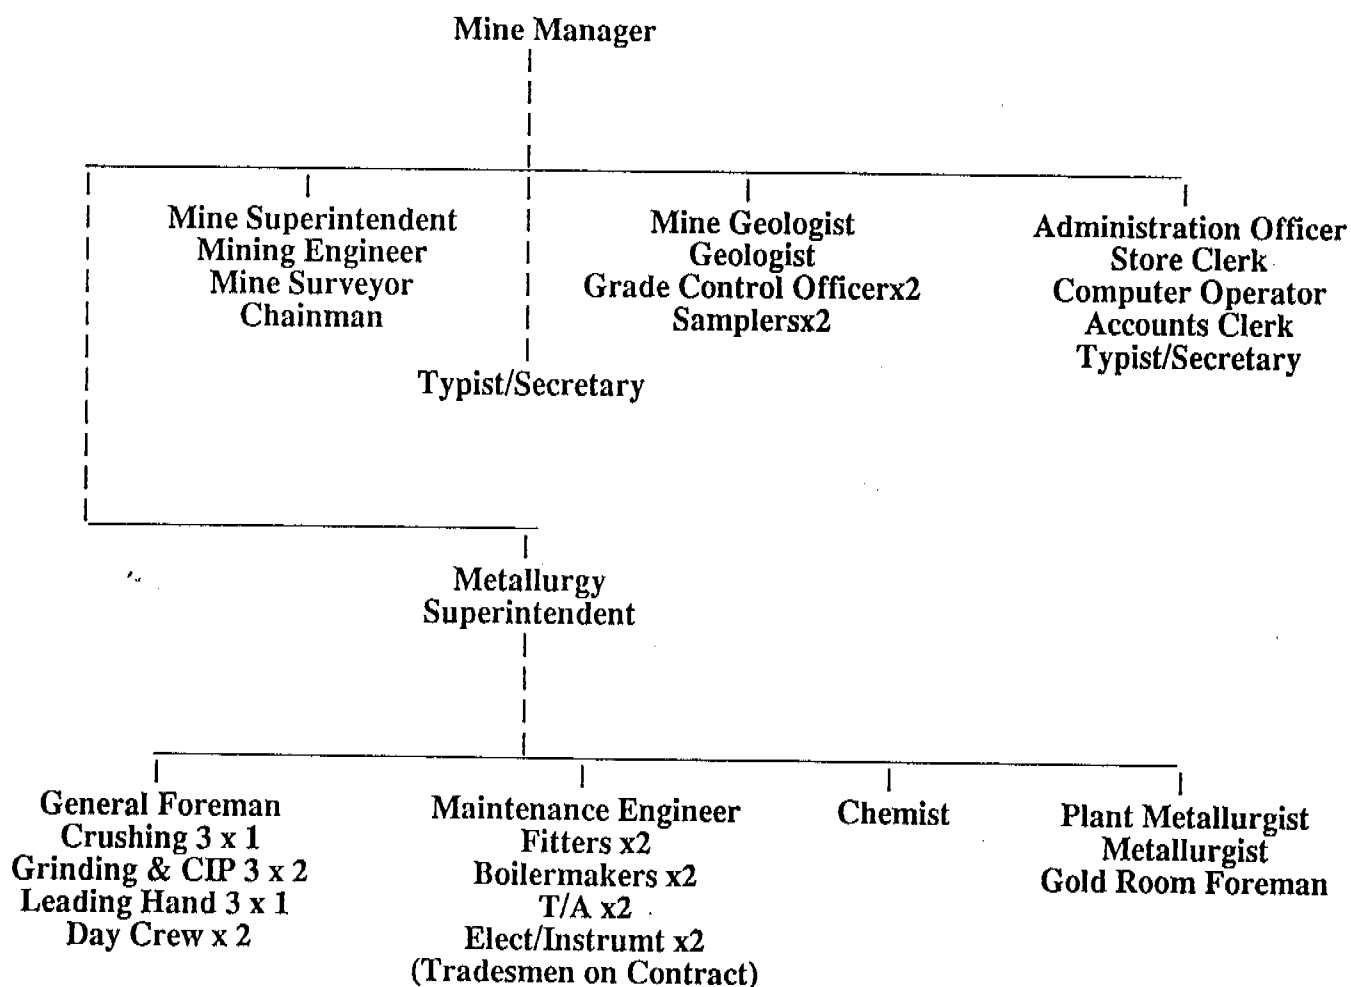 Mine Manager
Mine Superintendent
Mining Engineer
Mine Surveyor
Chainman
Mine Geologist
Geologist
Grade Control Officerx2
Samplersx2
Administration Officer
Store Clerk
Computer Operator
Accounts Clerk
Typist/Secretary
Typist/Secretary
Metallurgy
Superintendent
General Foreman
Crushing 3 x 1
Grinding & CIP 3 x 2
Leading Hand 3 x 1
Day Crew x 2
Maintenance Engineer
Fitters x2
Boilermakers x2
T/A x2
Elect/Instrumt x2
(Tradesmen on Contract)
Chemist
Plant Metallurgist
Metallurgist
Gold Room Foreman